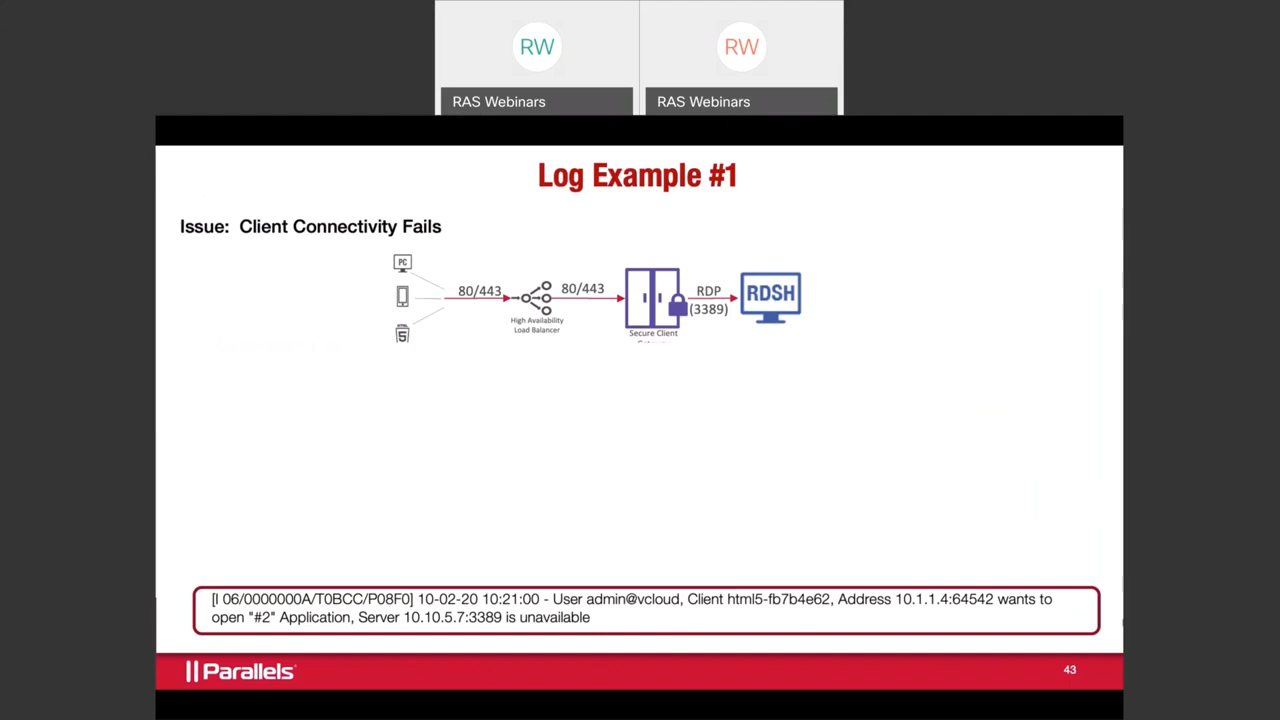 RW
RW
RAS Webinars
RAS Webinars
Log Example #1
Issue: Client Connectivity Fails
PC
80/443
80/443
RDP
(3389)
RDSH
HTML
5
High Availability
Load Balancer
Secure Client
[I 06/0000000A/T0BCC/P08F0] 10-02-20 10:21:00 - User admin@vcloud, Client html5-fb7b4e62, Address 10.1.1.4:64542 wants to
open "#2" Application, Server 10.10.5.7:3389 is unavailable
Parallels
43